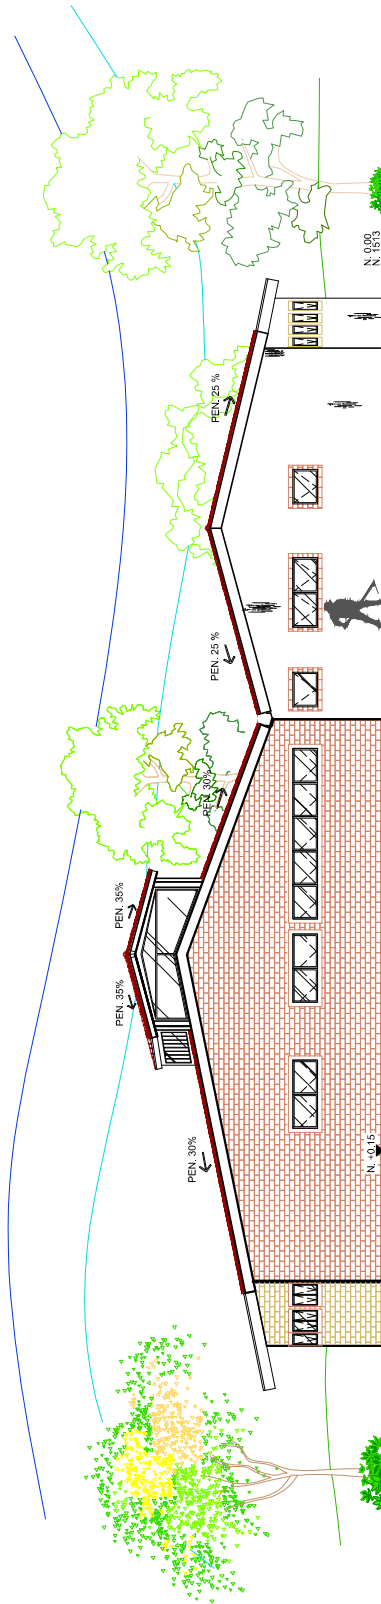 PEN. 30%
PEN. 35%
PEN. 35%
PEN. 30%
PEN. 25 %
PEN. 25 %
N. +0.15
N. 0.00
N. 1513